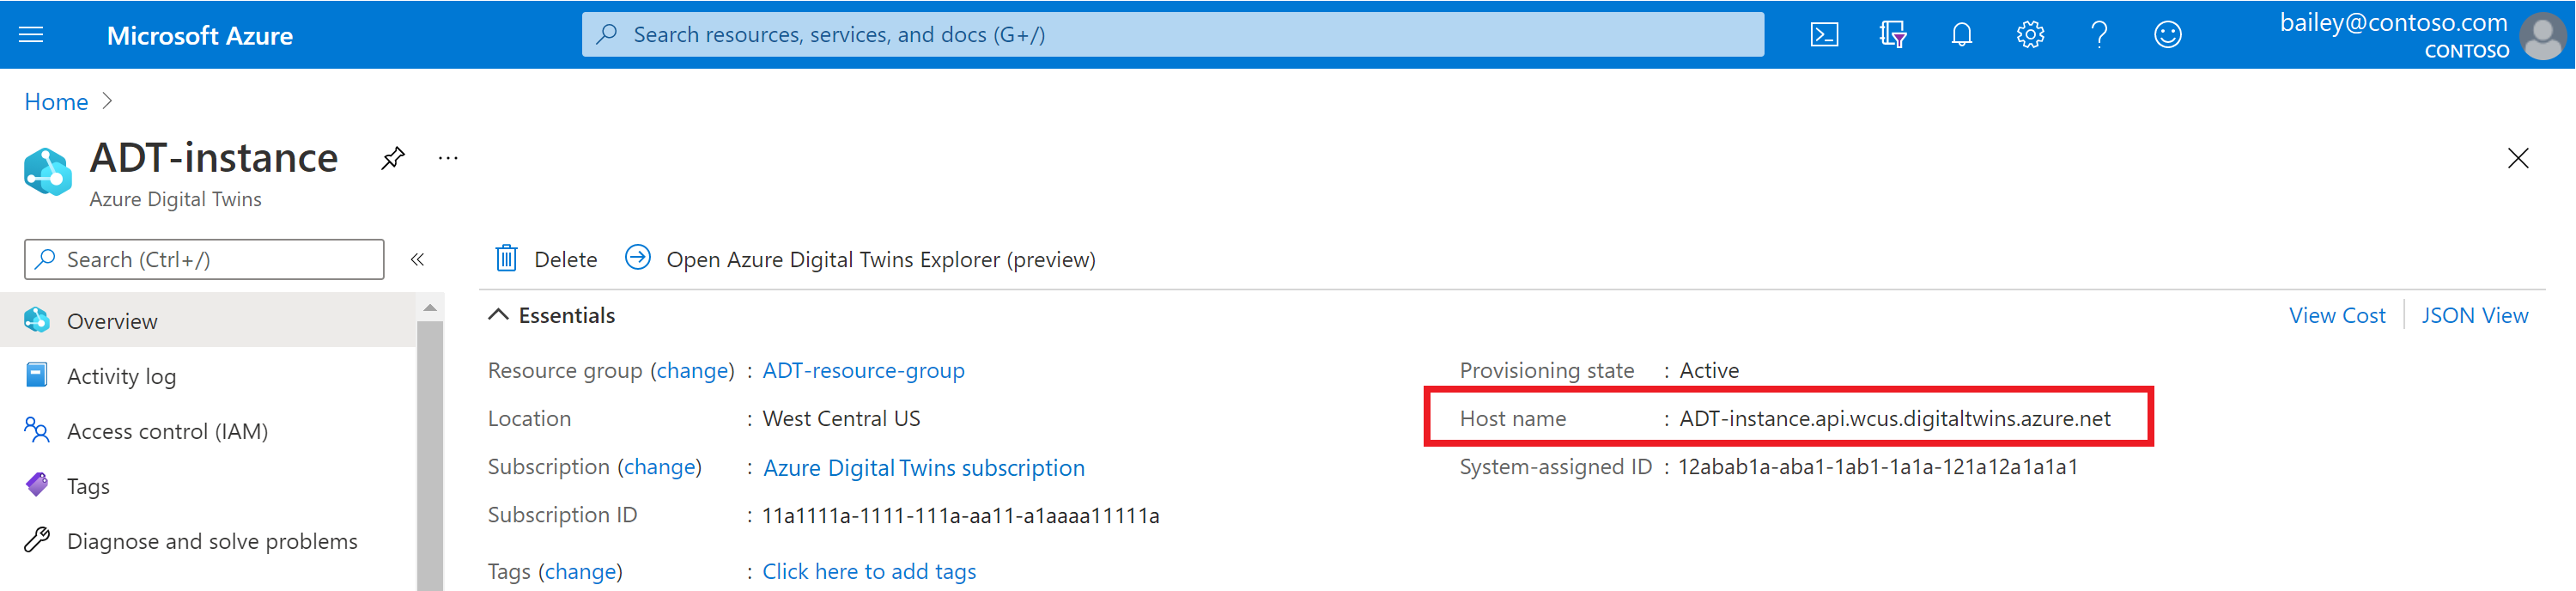 Microsoft Azure
Search resources, services, and docs (G+/)
bailey@contoso.com
CONTOSO
Home
ADT-instance
Azure Digital Twins
Search (Ctrl+/)
Delete
Open Azure Digital Twins Explorer (preview)
Overview
Activity log
Access control (IAM)
Tags
Diagnose and solve problems
Essentials
View Cost
JSON View
Resource group (change) : ADT-resource-group
Location : West Central US
Subscription (change) : Azure Digital Twins subscription
Subscription ID : 11a1111a-1111-111a-aa11-a1aaaa11111a
Tags (change) : Click here to add tags
Provisioning state : Active
Host name : ADT-instance.api.wcus.digitaltwins.azure.net
System-assigned ID : 12abab1a-aba1-1ab1-1a1a-121a12a1a1a1